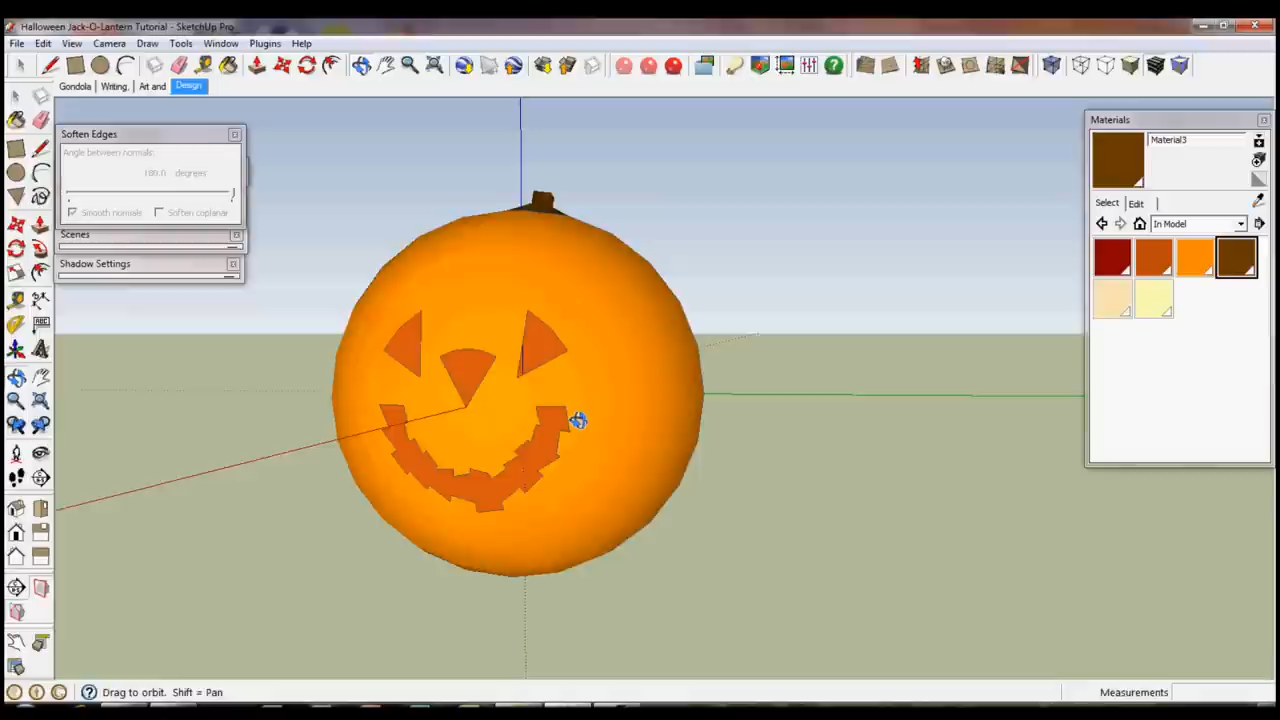 Halloween Jack-O-Lantern Tutorial - SketchUp Pro
File Edit View Camera Draw Tools Window Plugins Help
Gondola Writing, Art and Design
Soften Edges
Angle between normals:
180.0 degrees
Smooth normals Soften coplanar
Scenes
Shadow Settings
Materials
Material3
Select Edit
In Model
ABC
Drag to orbit. Shift = Pan
Measurements